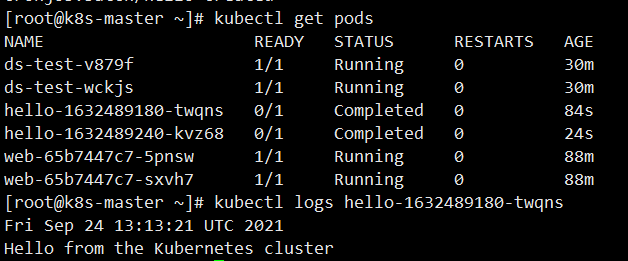 [root@k8s-master ~]# kubectl get pods
NAME READY STATUS RESTARTS AGE
ds-test-v879f 1/1 Running 0 30m
ds-test-wckjs 1/1 Running 0 30m
hello-1632489180-twqns 0/1 Completed 0 84s
hello-1632489240-kvz68 0/1 Completed 0 24s
web-65b7447c7-5pnsw 1/1 Running 0 88m
web-65b7447c7-sxvh7 1/1 Running 0 88m
[root@k8s-master ~]# kubectl logs hello-1632489180-twqns
Fri Sep 24 13:13:21 UTC 2021
Hello from the Kubernetes cluster